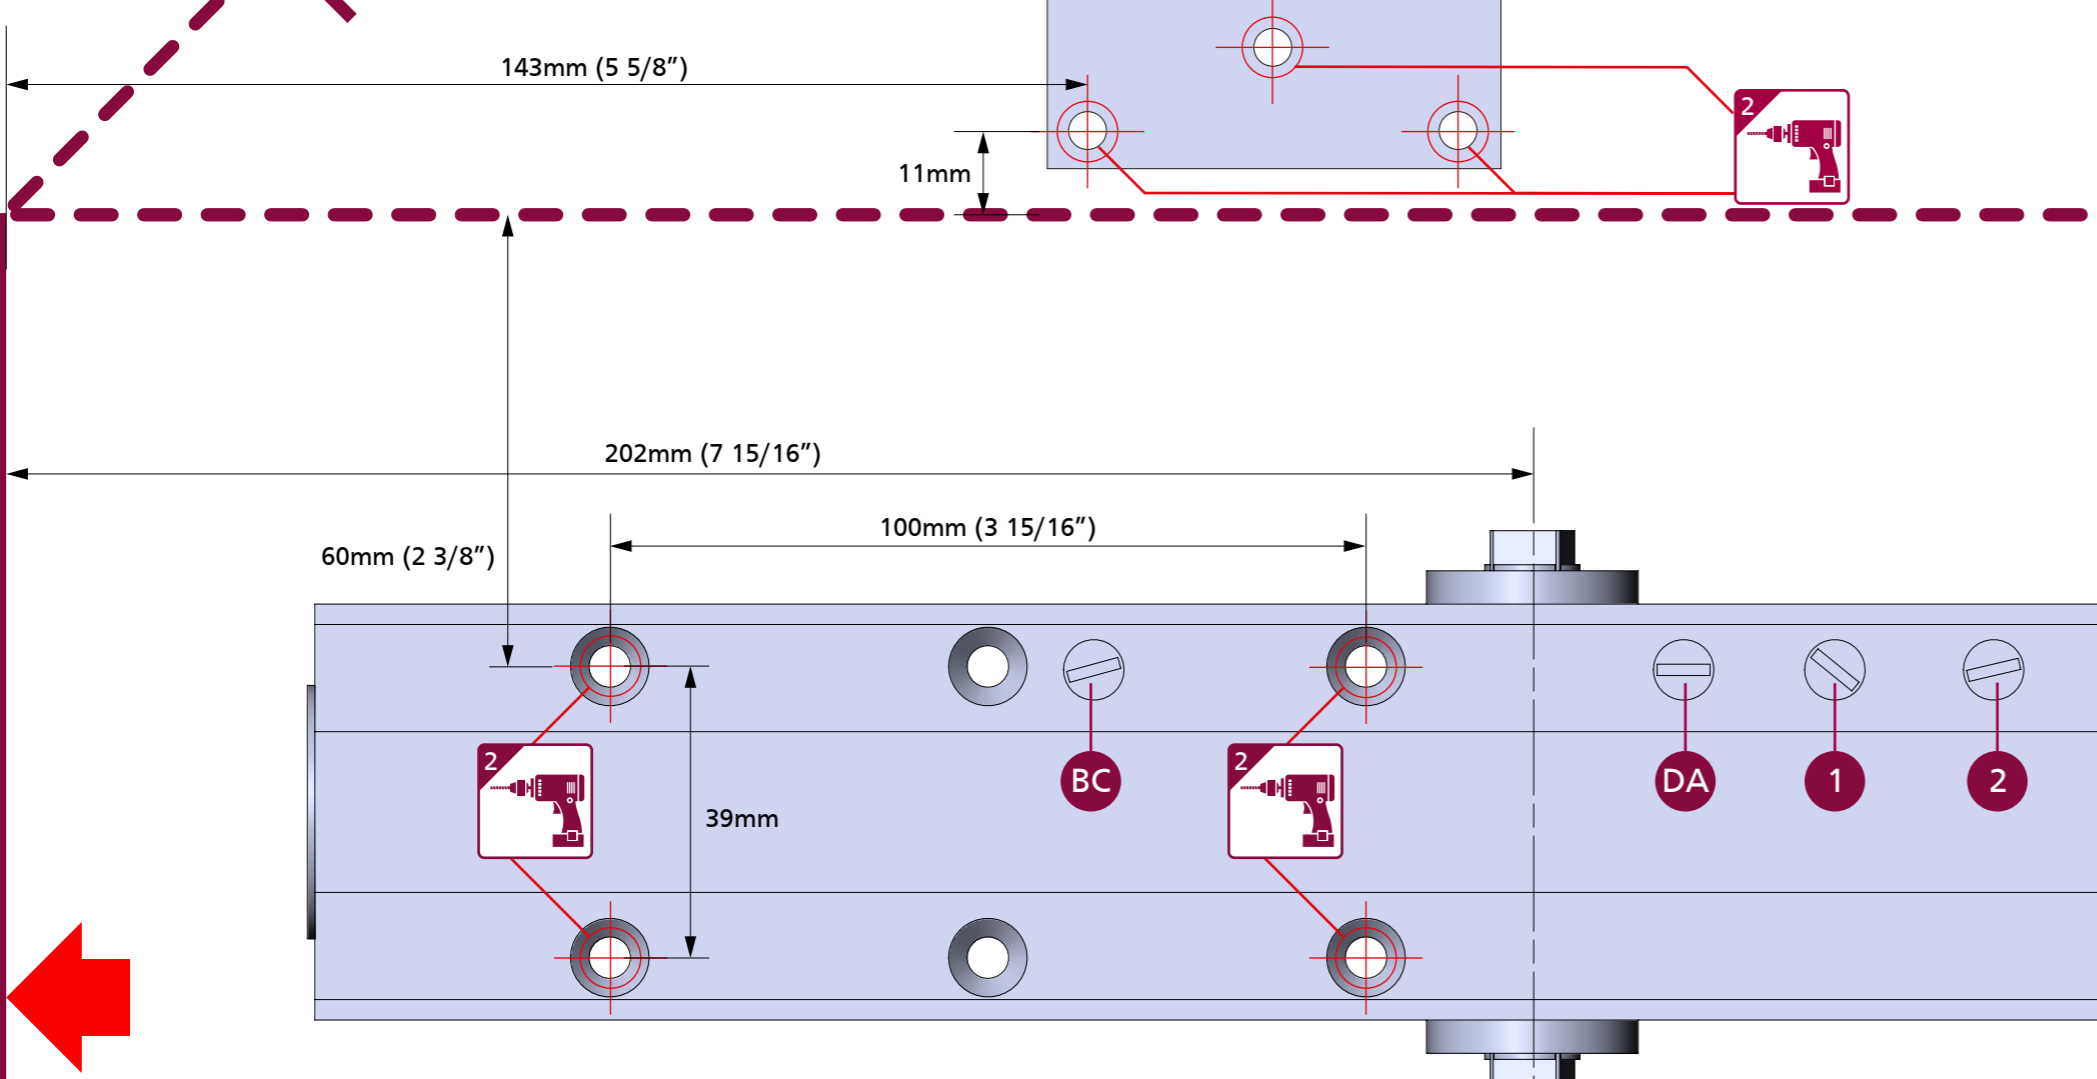 143mm (5 5/8”)
2
11mm
202mm (7 15/16”)
100mm (3 15/16”)
60mm (2 3/8”)
2
2
BC
DA
1
2
39mm